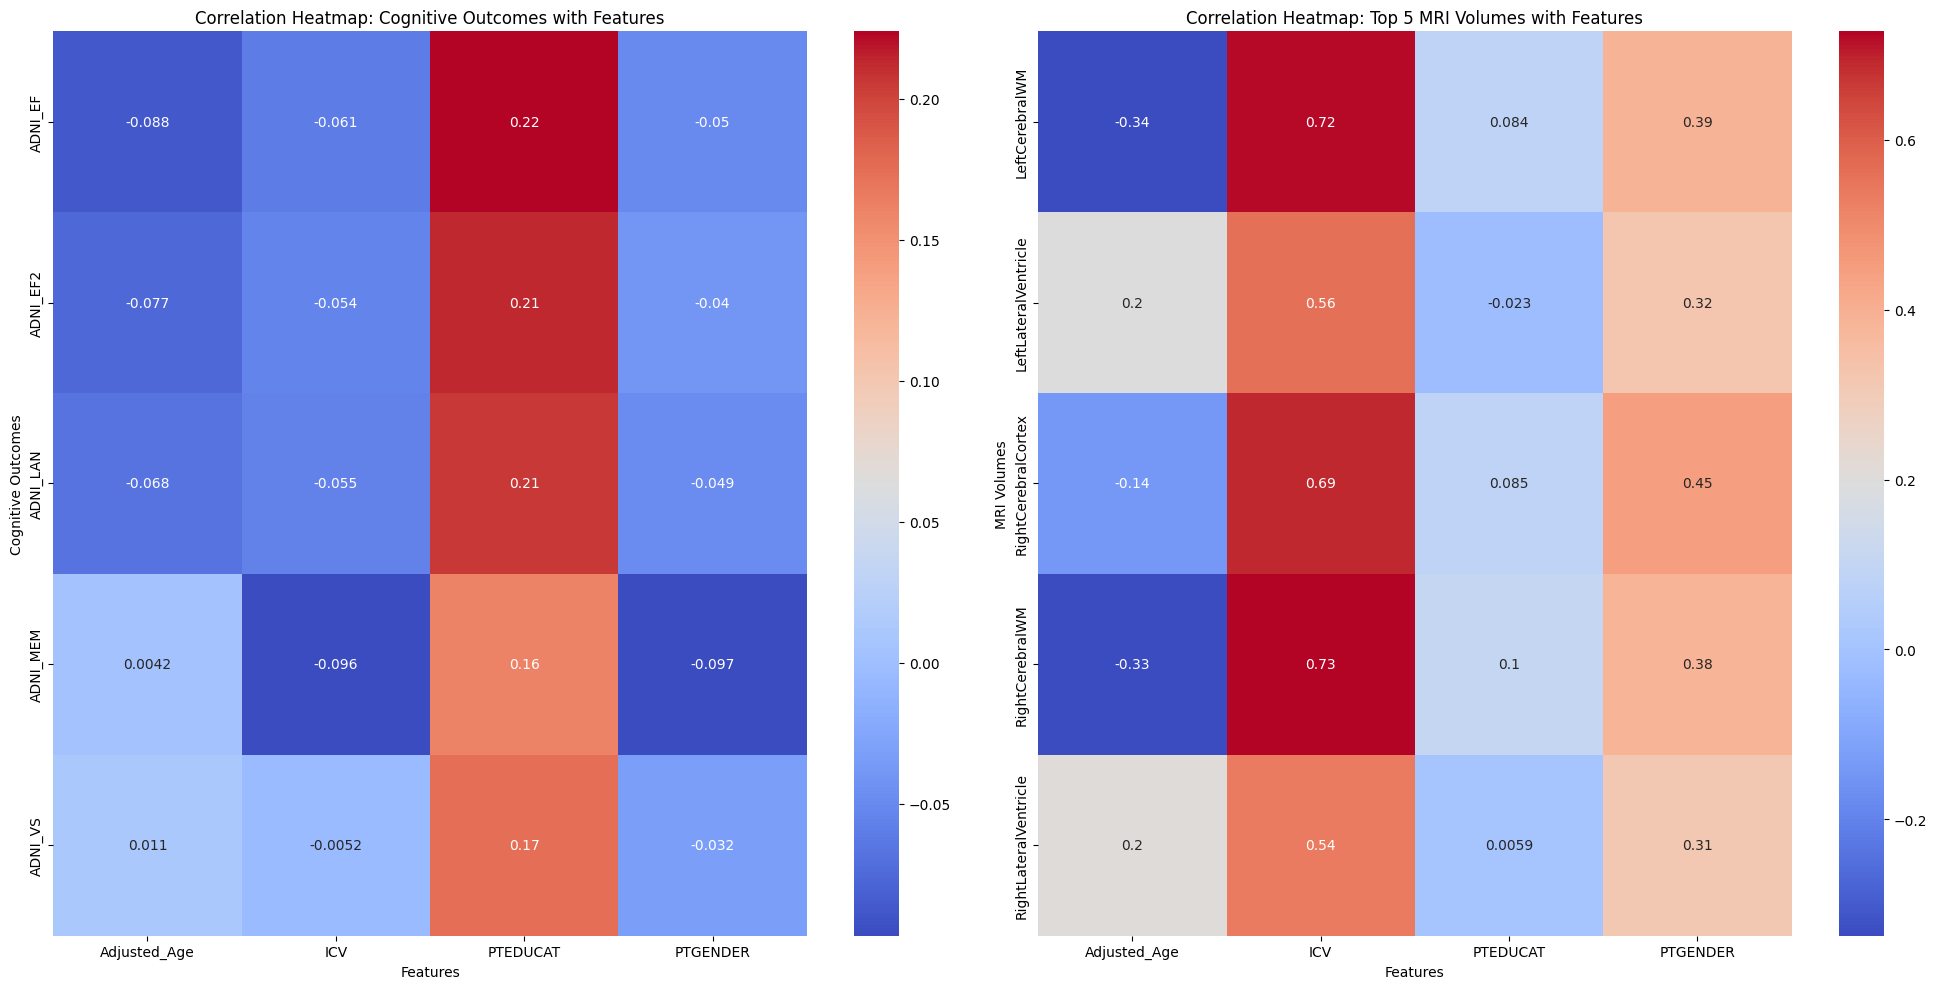 Correlation Heatmap: Cognitive Outcomes with Features
Cognitive Outcomes
ADNI_EF
-0.088 -0.061 0.22 -0.05
ADNI_EF2
-0.077 -0.054 0.21 -0.04
ADNI_LAN
-0.068 -0.055 0.21 -0.049
ADNI_MEM
0.0042 -0.096 0.16 -0.097
ADNI_VS
0.011 -0.0052 0.17 -0.032
Adjusted_Age ICV PTEDUCAT PTGENDER
Features
0.20
0.15
0.10
0.05
0.00
−0.05
Correlation Heatmap: Top 5 MRI Volumes with Features
MRI Volumes
LeftCerebralWM
-0.34 0.72 0.084 0.39
LeftLateralVentricle
0.2 0.56 -0.023 0.32
RightCerebralCortex
-0.14 0.69 0.085 0.45
RightCerebralWM
-0.33 0.73 0.1 0.38
RightLateralVentricle
0.2 0.54 0.0059 0.31
Adjusted_Age ICV PTEDUCAT PTGENDER
Features
0.6
0.4
0.2
0.0
−0.2